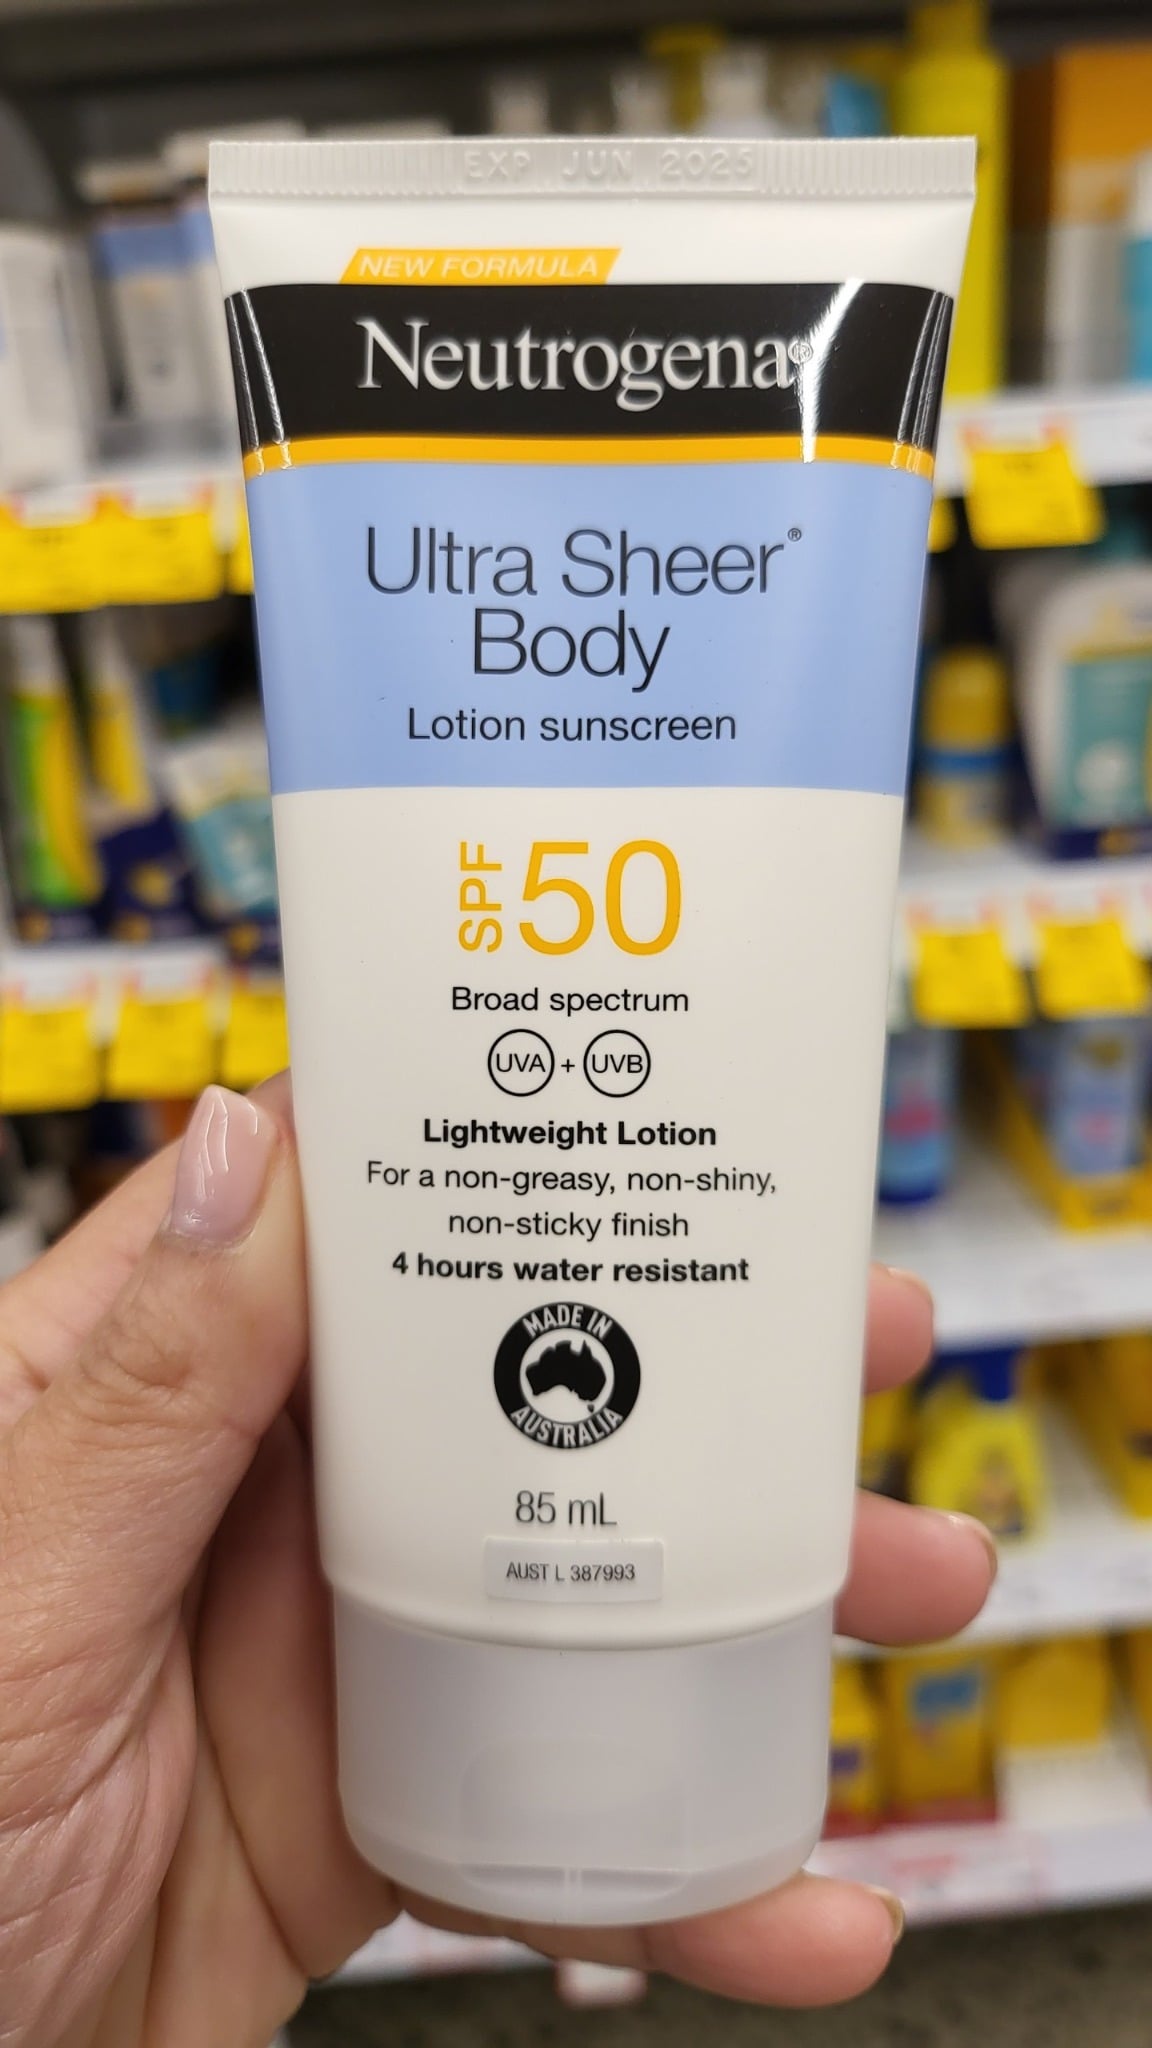 EXP JUN 2025
NEW FORMULA
Neutrogena®
Ultra Sheer®
Body
Lotion sunscreen
SPF 50
Broad spectrum
UVA + UVB
Lightweight Lotion
For a non-greasy, non-shiny,
non-sticky finish
4 hours water resistant
MADE IN
AUSTRALIA
85 mL
AUST L 387993